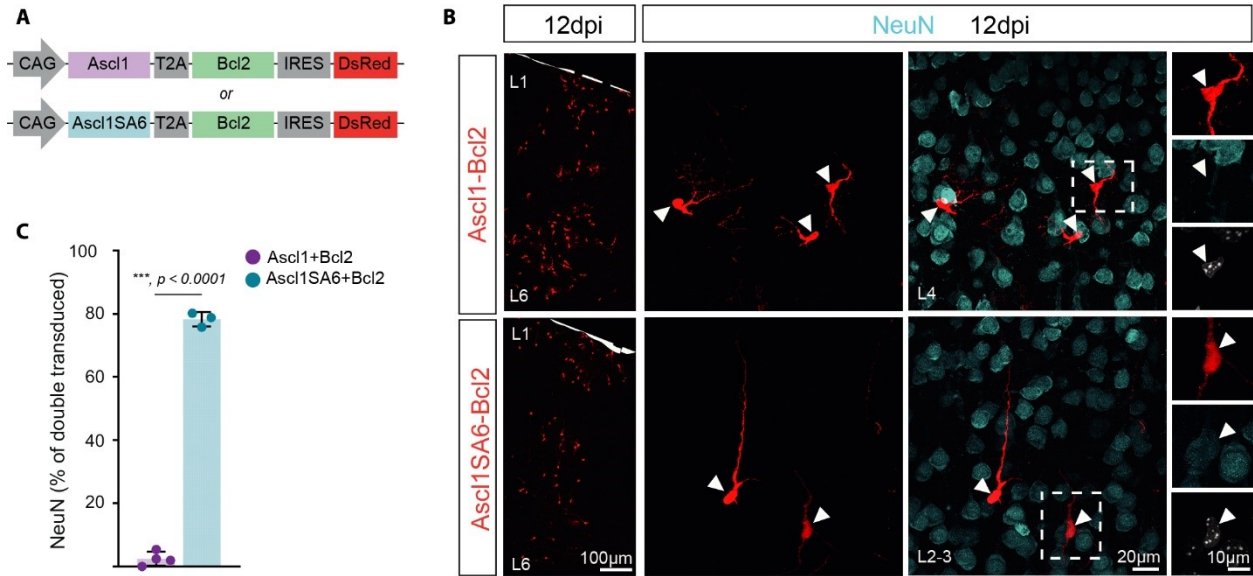 A
CAG Ascl1 T2A Bcl2 IRES DsRed
or
CAG Ascl1SA6 T2A Bcl2 IRES DsRed
B
12dpi
NeuN 12dpi
Ascl1-Bcl2
L1
L6
L4
Ascl1SA6-Bcl2
L1
L6
100µm
L2-3
20µm
10µm
C
Ascl1+Bcl2
Ascl1SA6+Bcl2
***, p < 0.0001
NeuN (% of double transduced)
100
80
60
40
20